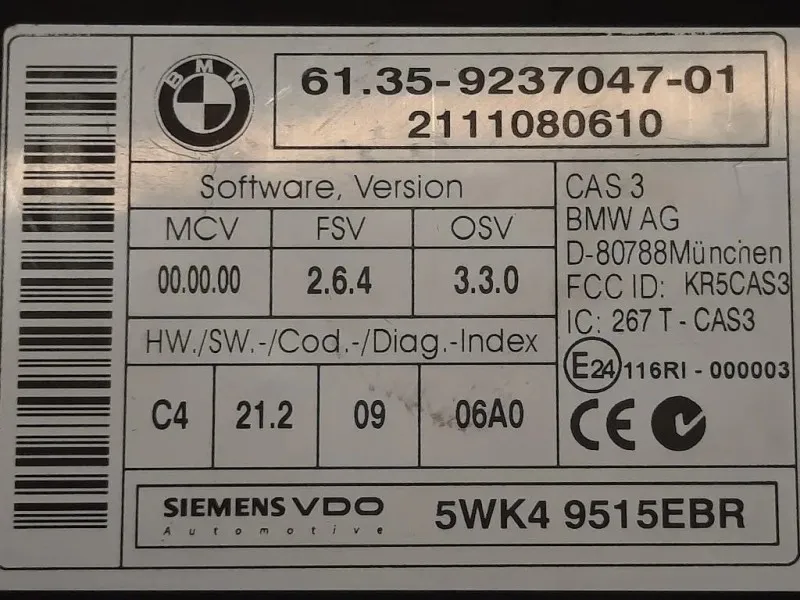 BMW
61.35-9237047-01
2111080610
Software, Version
MCV FSV OSV
00.00.00 2.6.4 3.3.0
HW./SW.-/Cod.-/Diag.-Index
C4 21.2 09 06A0
CAS 3
BMW AG
D-80788München
FCC ID: KR5CAS3
IC: 267 T - CAS3
E24 116RI - 000003
CE
SIEMENS VDO
Automotive
5WK4 9515EBR